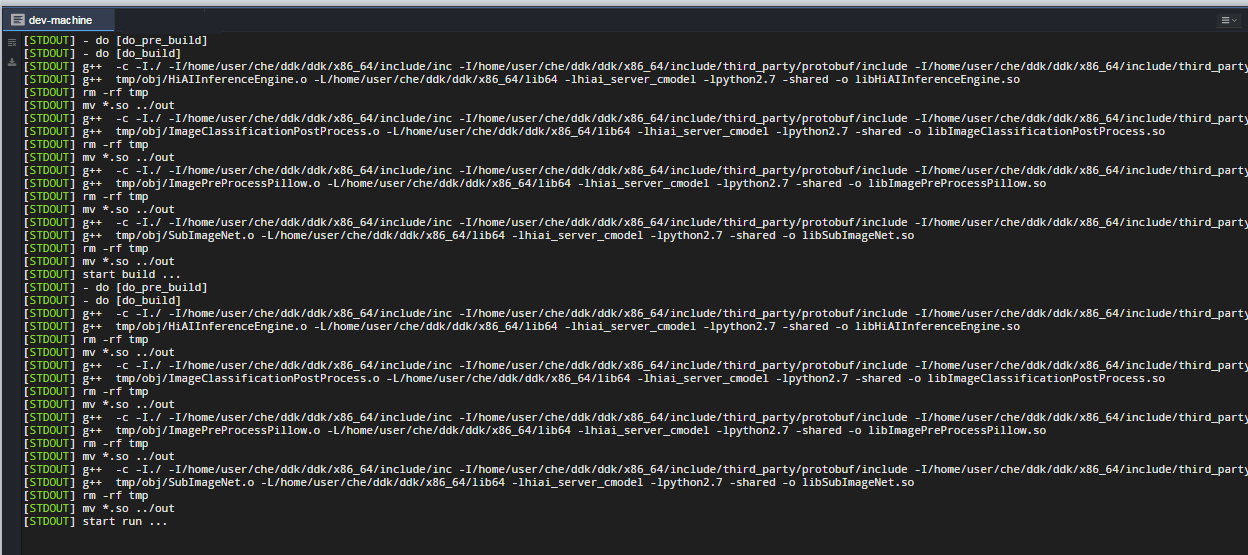 dev-machine
[STDOUT] - do [do_pre_build]
[STDOUT] - do [do_build]
[STDOUT] g++  -c -I./ -I/home/user/che/ddk/ddk/x86_64/include/inc -I/home/user/che/ddk/ddk/x86_64/include/third_party/protobuf/include -I/home/user/che/ddk/ddk/x86_64/include/third_party
[STDOUT] g++  tmp/obj/HiAIInferenceEngine.o -L/home/user/che/ddk/ddk/x86_64/lib64 -lhiai_server_cmodel -lpython2.7 -shared -o libHiAIInferenceEngine.so
[STDOUT] rm -rf tmp
[STDOUT] mv *.so ../out
[STDOUT] g++  -c -I./ -I/home/user/che/ddk/ddk/x86_64/include/inc -I/home/user/che/ddk/ddk/x86_64/include/third_party/protobuf/include -I/home/user/che/ddk/ddk/x86_64/include/third_party
[STDOUT] g++  tmp/obj/ImageClassificationPostProcess.o -L/home/user/che/ddk/ddk/x86_64/lib64 -lhiai_server_cmodel -lpython2.7 -shared -o libImageClassificationPostProcess.so
[STDOUT] rm -rf tmp
[STDOUT] mv *.so ../out
[STDOUT] g++  -c -I./ -I/home/user/che/ddk/ddk/x86_64/include/inc -I/home/user/che/ddk/ddk/x86_64/include/third_party/protobuf/include -I/home/user/che/ddk/ddk/x86_64/include/third_party
[STDOUT] g++  tmp/obj/ImagePreProcessPillow.o -L/home/user/che/ddk/ddk/x86_64/lib64 -lhiai_server_cmodel -lpython2.7 -shared -o libImagePreProcessPillow.so
[STDOUT] rm -rf tmp
[STDOUT] mv *.so ../out
[STDOUT] g++  -c -I./ -I/home/user/che/ddk/ddk/x86_64/include/inc -I/home/user/che/ddk/ddk/x86_64/include/third_party/protobuf/include -I/home/user/che/ddk/ddk/x86_64/include/third_party
[STDOUT] g++  tmp/obj/SubImageNet.o -L/home/user/che/ddk/ddk/x86_64/lib64 -lhiai_server_cmodel -lpython2.7 -shared -o libSubImageNet.so
[STDOUT] rm -rf tmp
[STDOUT] mv *.so ../out
[STDOUT] start build ...
[STDOUT] - do [do_pre_build]
[STDOUT] - do [do_build]
[STDOUT] g++  -c -I./ -I/home/user/che/ddk/ddk/x86_64/include/inc -I/home/user/che/ddk/ddk/x86_64/include/third_party/protobuf/include -I/home/user/che/ddk/ddk/x86_64/include/third_party
[STDOUT] g++  tmp/obj/HiAIInferenceEngine.o -L/home/user/che/ddk/ddk/x86_64/lib64 -lhiai_server_cmodel -lpython2.7 -shared -o libHiAIInferenceEngine.so
[STDOUT] rm -rf tmp
[STDOUT] mv *.so ../out
[STDOUT] g++  -c -I./ -I/home/user/che/ddk/ddk/x86_64/include/inc -I/home/user/che/ddk/ddk/x86_64/include/third_party/protobuf/include -I/home/user/che/ddk/ddk/x86_64/include/third_party
[STDOUT] g++  tmp/obj/ImageClassificationPostProcess.o -L/home/user/che/ddk/ddk/x86_64/lib64 -lhiai_server_cmodel -lpython2.7 -shared -o libImageClassificationPostProcess.so
[STDOUT] rm -rf tmp
[STDOUT] mv *.so ../out
[STDOUT] g++  -c -I./ -I/home/user/che/ddk/ddk/x86_64/include/inc -I/home/user/che/ddk/ddk/x86_64/include/third_party/protobuf/include -I/home/user/che/ddk/ddk/x86_64/include/third_party
[STDOUT] g++  tmp/obj/ImagePreProcessPillow.o -L/home/user/che/ddk/ddk/x86_64/lib64 -lhiai_server_cmodel -lpython2.7 -shared -o libImagePreProcessPillow.so
[STDOUT] rm -rf tmp
[STDOUT] mv *.so ../out
[STDOUT] g++  -c -I./ -I/home/user/che/ddk/ddk/x86_64/include/inc -I/home/user/che/ddk/ddk/x86_64/include/third_party/protobuf/include -I/home/user/che/ddk/ddk/x86_64/include/third_party
[STDOUT] g++  tmp/obj/SubImageNet.o -L/home/user/che/ddk/ddk/x86_64/lib64 -lhiai_server_cmodel -lpython2.7 -shared -o libSubImageNet.so
[STDOUT] rm -rf tmp
[STDOUT] mv *.so ../out
[STDOUT] start run ...